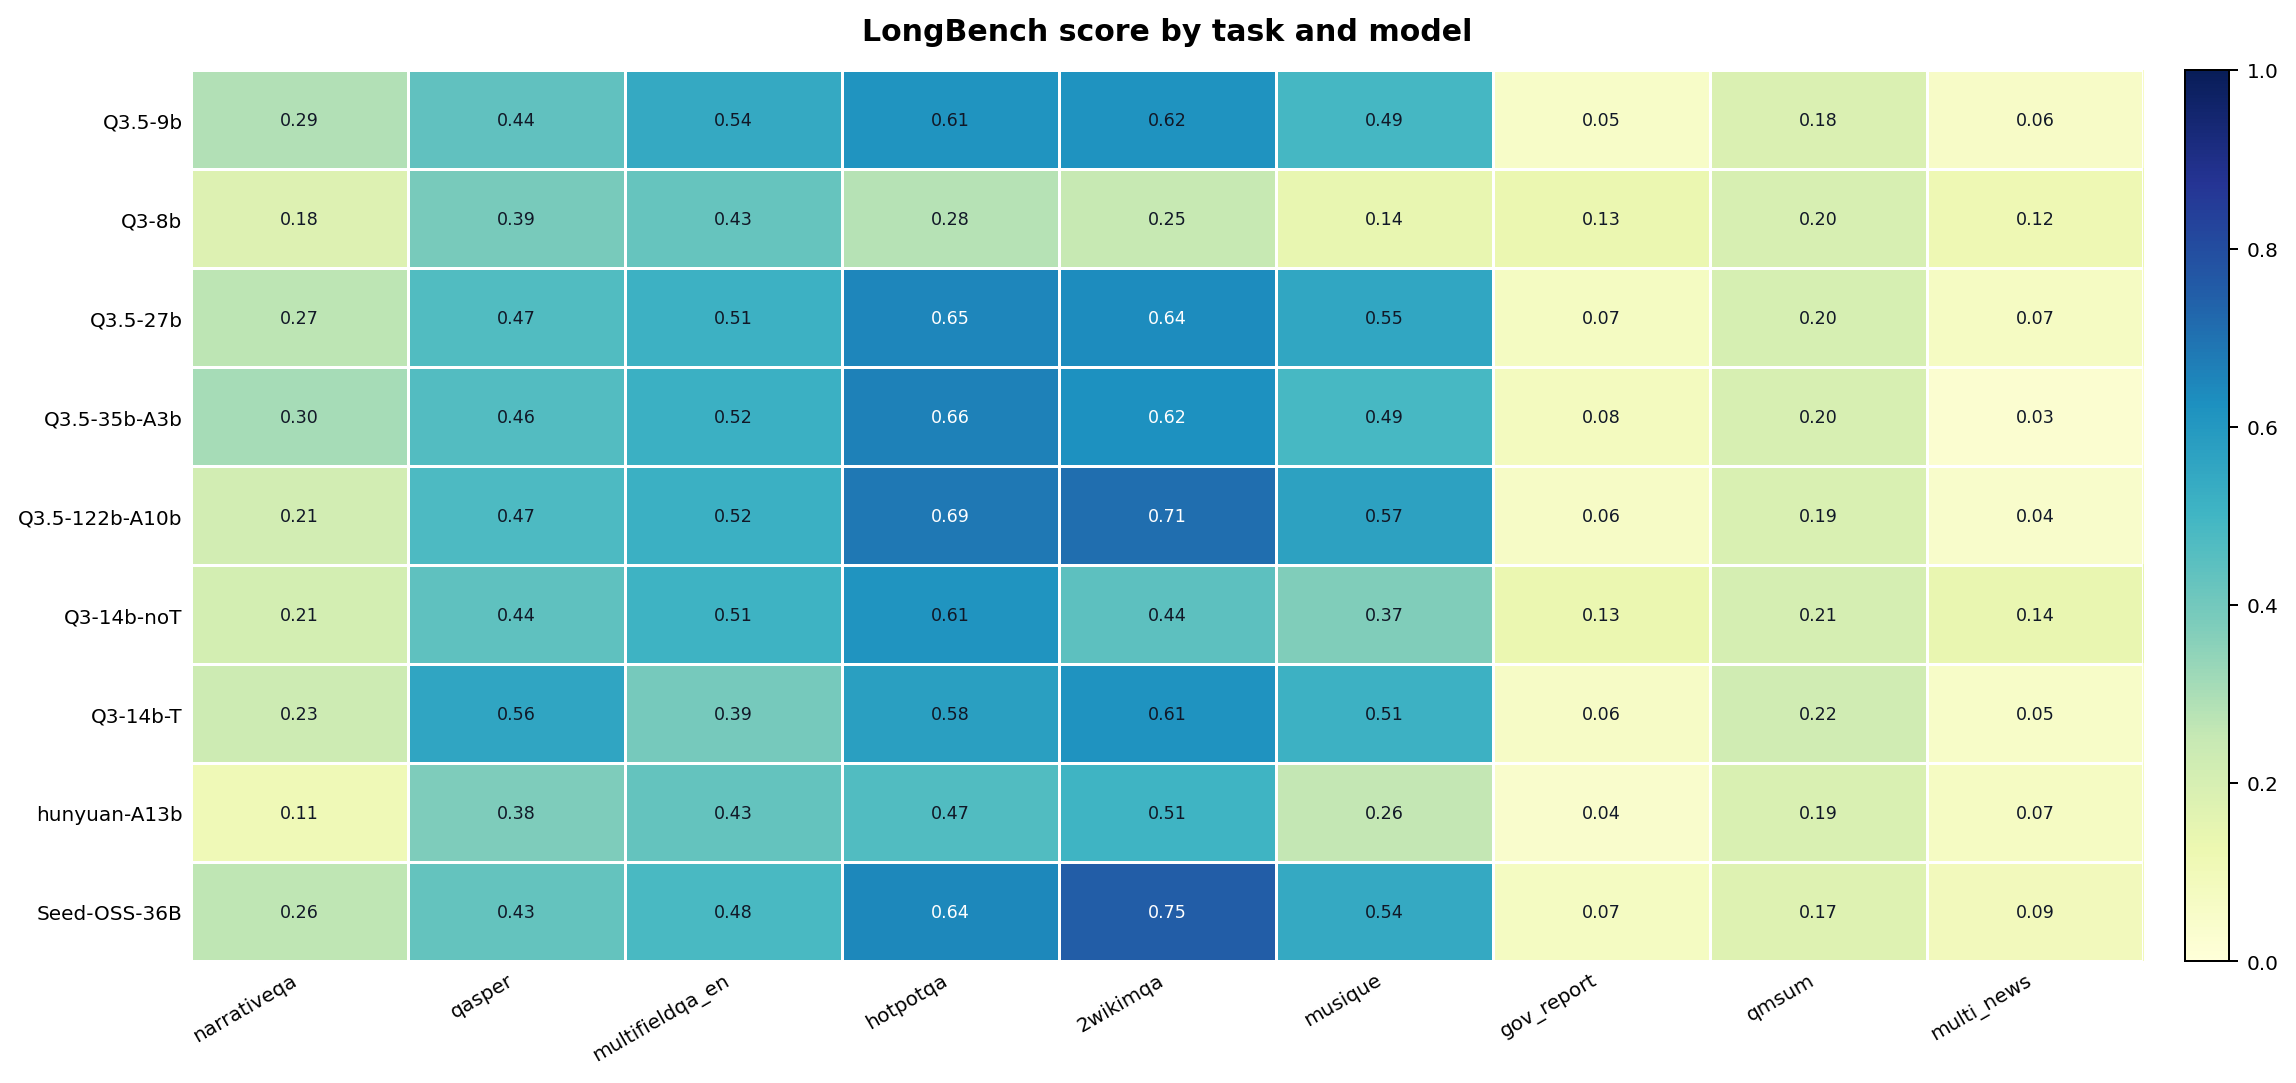 LongBench score by task and model
Q3.5-9b 0.29 0.44 0.54 0.61 0.62 0.49 0.05 0.18 0.06
Q3-8b 0.18 0.39 0.43 0.28 0.25 0.14 0.13 0.20 0.12
Q3.5-27b 0.27 0.47 0.51 0.65 0.64 0.55 0.07 0.20 0.07
Q3.5-35b-A3b 0.30 0.46 0.52 0.66 0.62 0.49 0.08 0.20 0.03
Q3.5-122b-A10b 0.21 0.47 0.52 0.69 0.71 0.57 0.06 0.19 0.04
Q3-14b-noT 0.21 0.44 0.51 0.61 0.44 0.37 0.13 0.21 0.14
Q3-14b-T 0.23 0.56 0.39 0.58 0.61 0.51 0.06 0.22 0.05
hunyuan-A13b 0.11 0.38 0.43 0.47 0.51 0.26 0.04 0.19 0.07
Seed-OSS-36B 0.26 0.43 0.48 0.64 0.75 0.54 0.07 0.17 0.09
narrativeqa qasper multifieldqa_en hotpotqa 2wikimqa musique gov_report qmsum multi_news
1.0
0.8
0.6
0.4
0.2
0.0